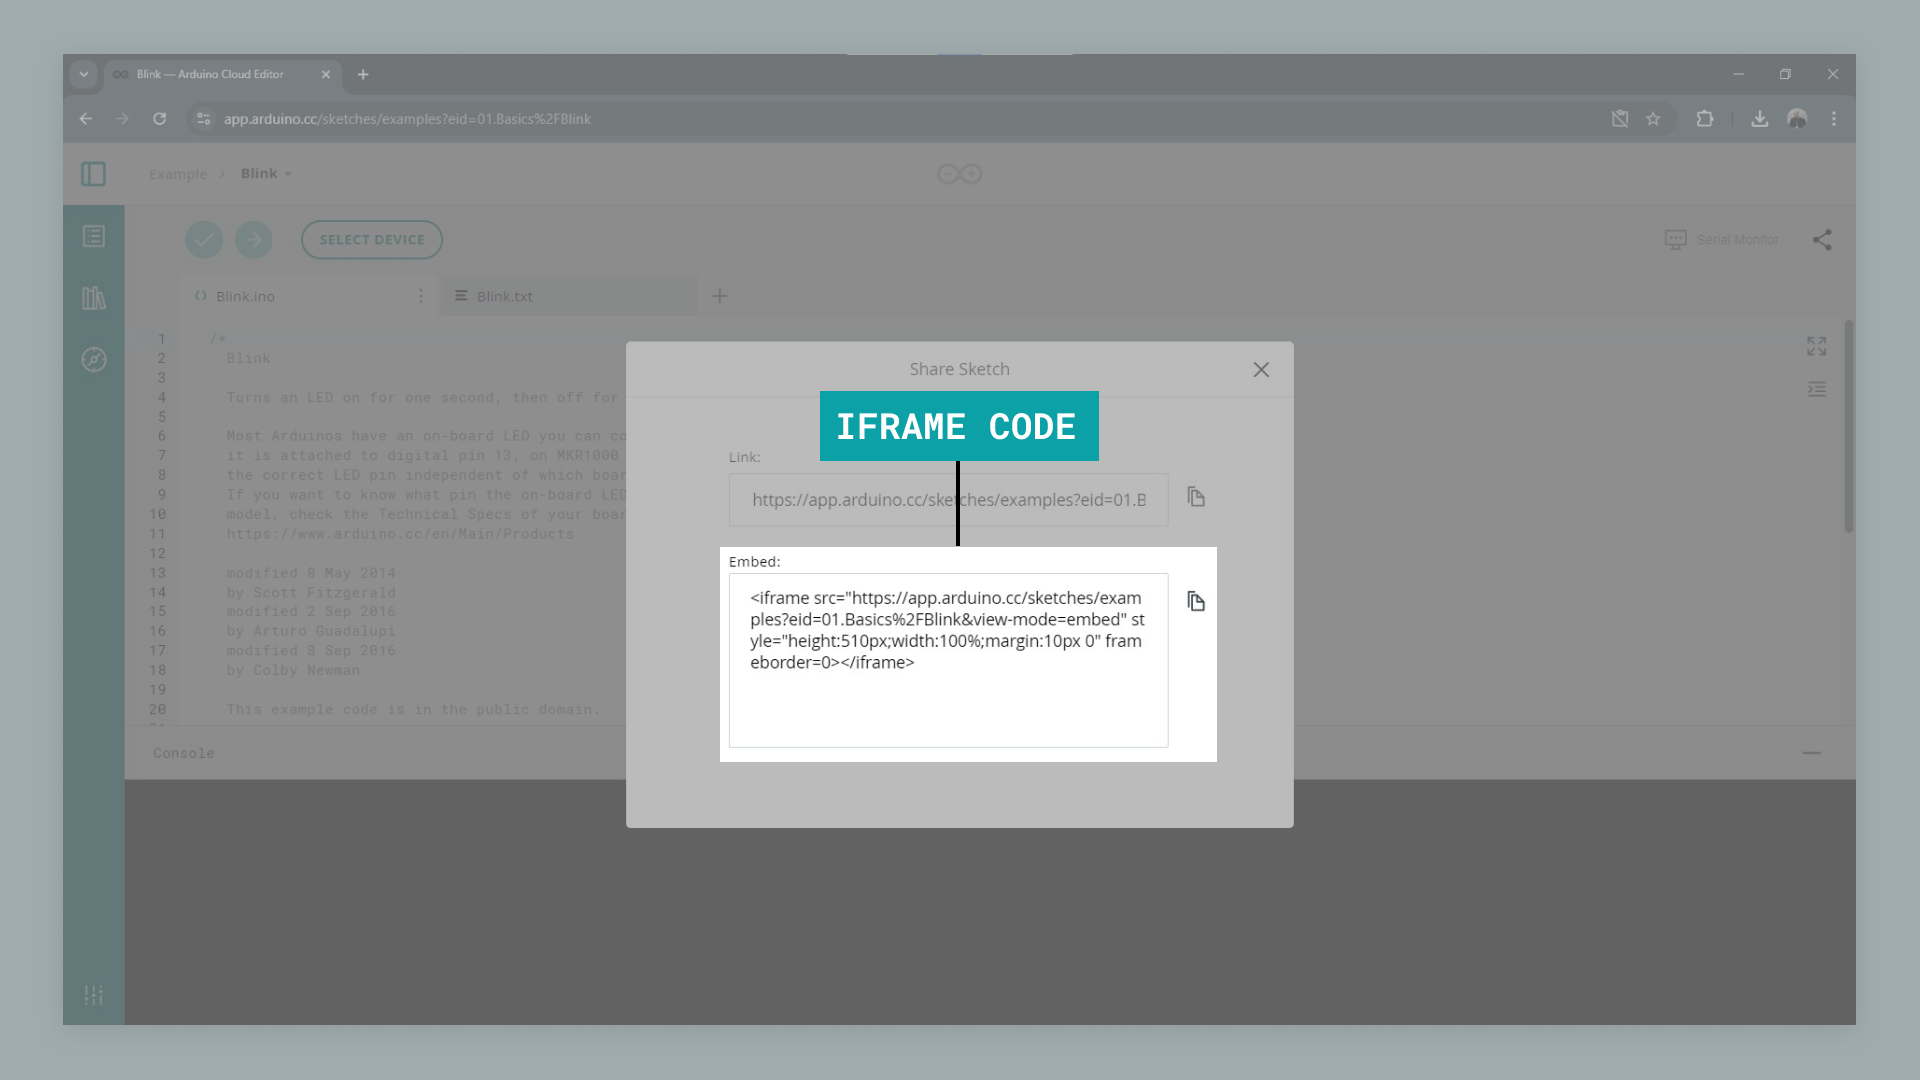 Blink — Arduino Cloud Editor
app.arduino.cc/sketches/examples?eid=01.Basics%2FBlink
Example > Blink
SELECT DEVICE
Serial Monitor
Blink.ino
Blink.txt
1 /*
2 Blink
3
4 Turns an LED on for one second, then off for
5
6 Most Arduinos have an on-board LED you can co
7 it is attached to digital pin 13, on MKR1000
8 the correct LED pin independent of which boar
9 If you want to know what pin the on-board LED
10 model, check the Technical Specs of your boar
11 https://www.arduino.cc/en/Main/Products
12
13 modified 8 May 2014
14 by Scott Fitzgerald
15 modified 2 Sep 2016
16 by Arturo Guadalupi
17 modified 8 Sep 2016
18 by Colby Newman
19
20 This example code is in the public domain.
Console
Share Sketch
IFRAME CODE
Link:
https://app.arduino.cc/sketches/examples?eid=01.B
Embed:
<iframe src="https://app.arduino.cc/sketches/exam
ples?eid=01.Basics%2FBlink&view-mode=embed" st
yle="height:510px;width:100%;margin:10px 0" fram
eborder=0></iframe>